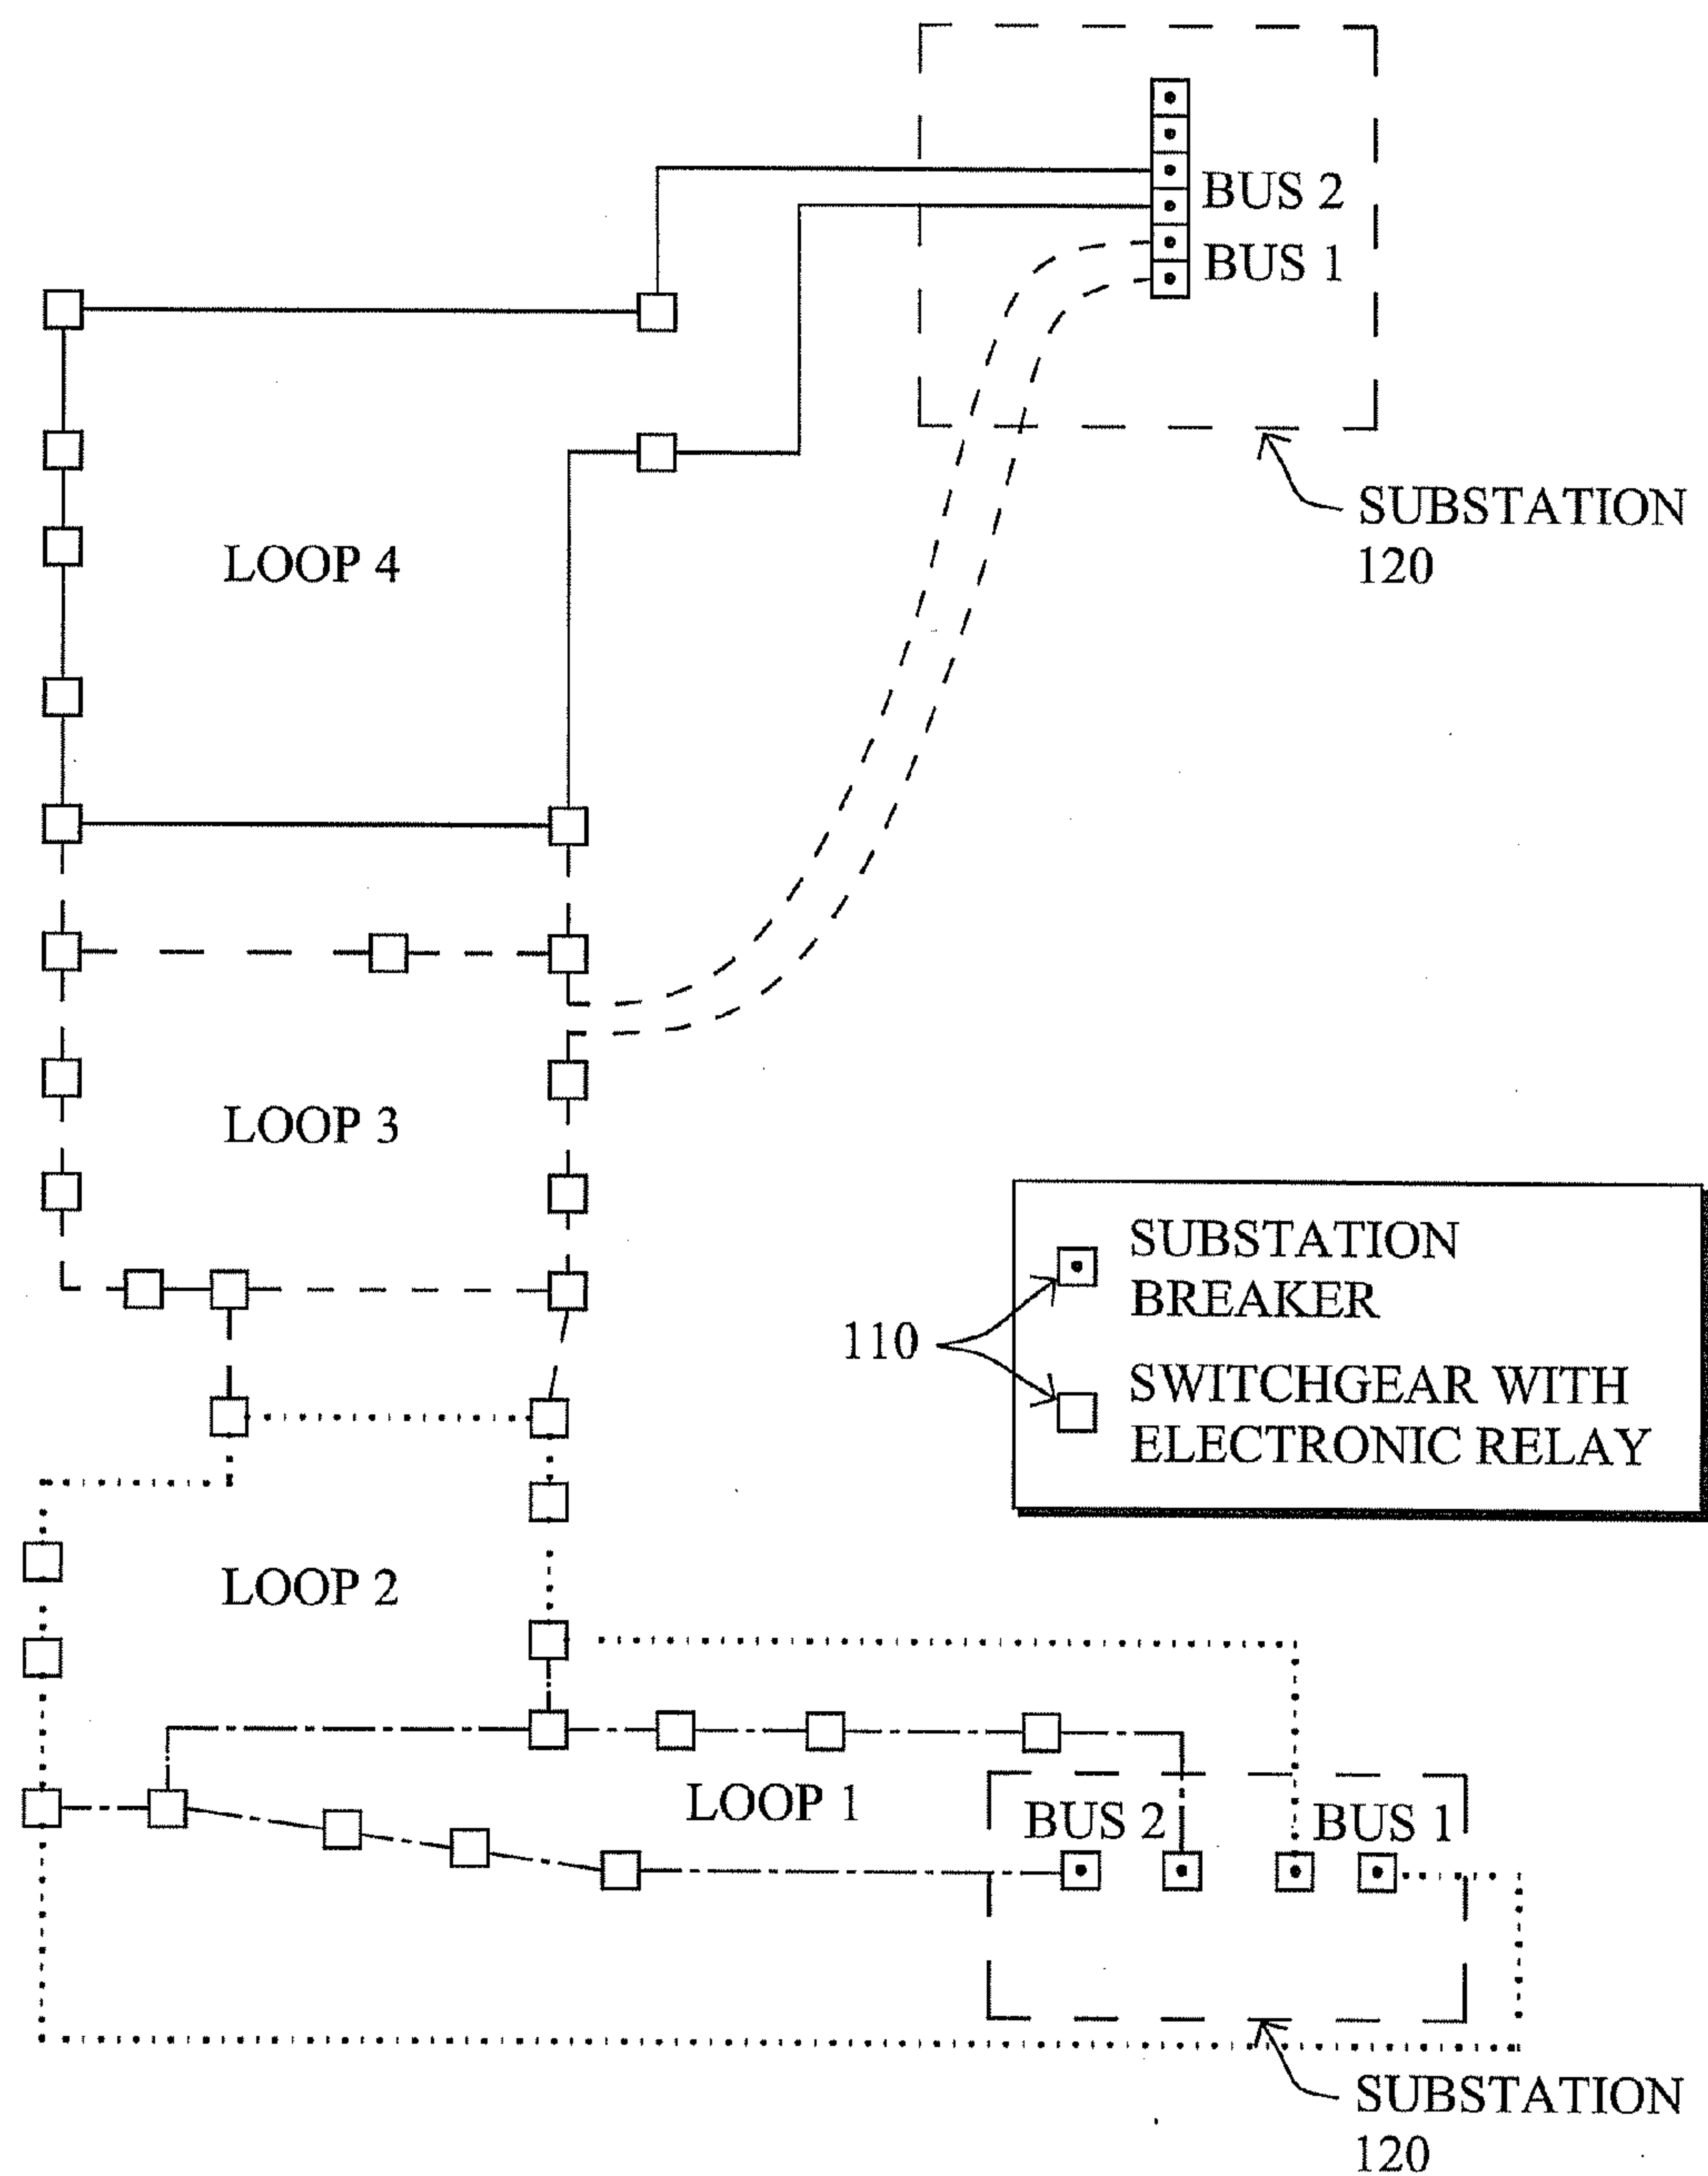 BUS 2
BUS 1
SUBSTATION
120
LOOP 4
LOOP 3
SUBSTATION
BREAKER
110
SWITCHGEAR WITH
ELECTRONIC RELAY
LOOP 2
LOOP 1
BUS 2
BUS 1
SUBSTATION
120